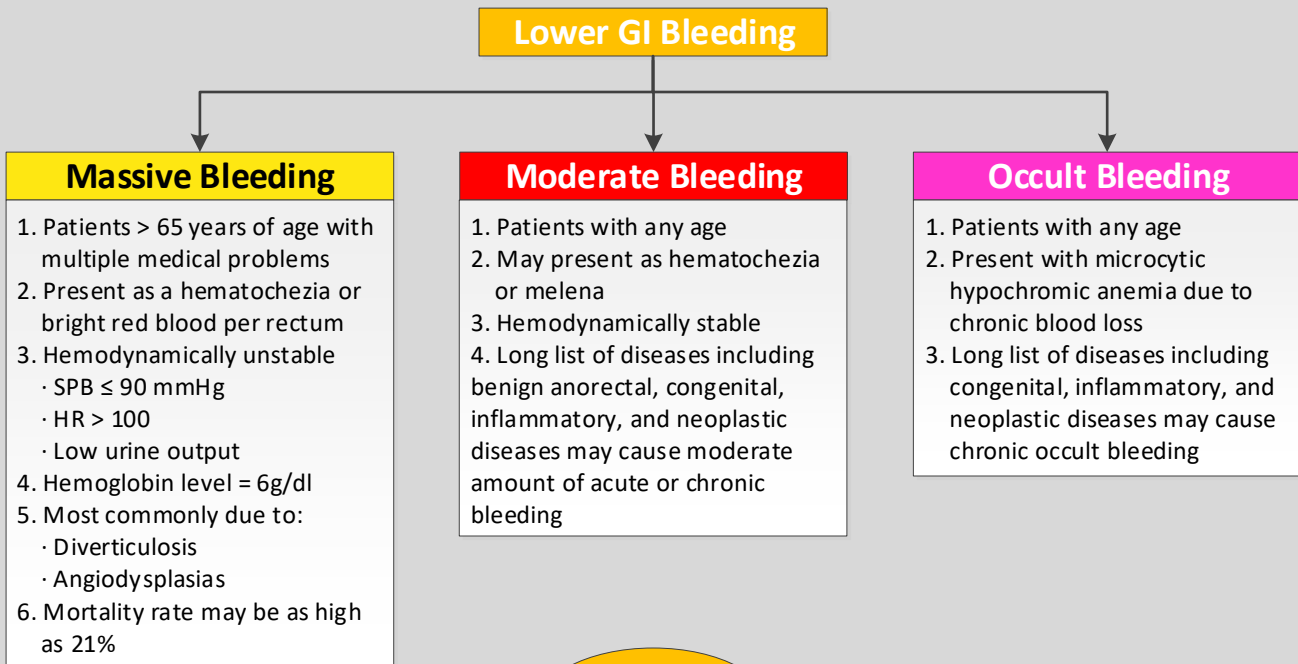 Lower GI Bleeding
Massive Bleeding
1. Patients > 65 years of age with
multiple medical problems
2. Present as a hematochezia or
bright red blood per rectum
3. Hemodynamically unstable
· SPB ≤ 90 mmHg
· HR > 100
· Low urine output
4. Hemoglobin level = 6g/dl
5. Most commonly due to:
· Diverticulosis
· Angiodysplasias
6. Mortality rate may be as high
as 21%
Moderate Bleeding
1. Patients with any age
2. May present as hematochezia
or melena
3. Hemodynamically stable
4. Long list of diseases including
benign anorectal, congenital,
inflammatory, and neoplastic
diseases may cause moderate
amount of acute or chronic
bleeding
Occult Bleeding
1. Patients with any age
2. Present with microcytic
hypochromic anemia due to
chronic blood loss
3. Long list of diseases including
congenital, inflammatory, and
neoplastic diseases may cause
chronic occult bleeding